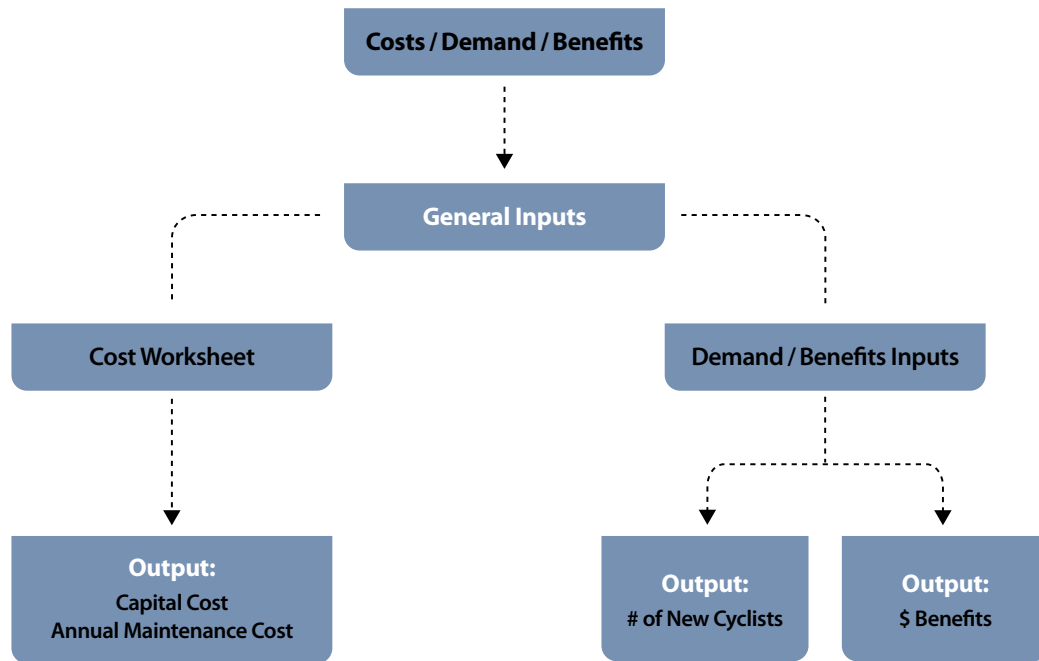 Costs / Demand / Benefits
General Inputs
Cost Worksheet
Demand / Benefits Inputs
Output:
Capital Cost
Annual Maintenance Cost
Output:
# of New Cyclists
Output:
$ Benefits